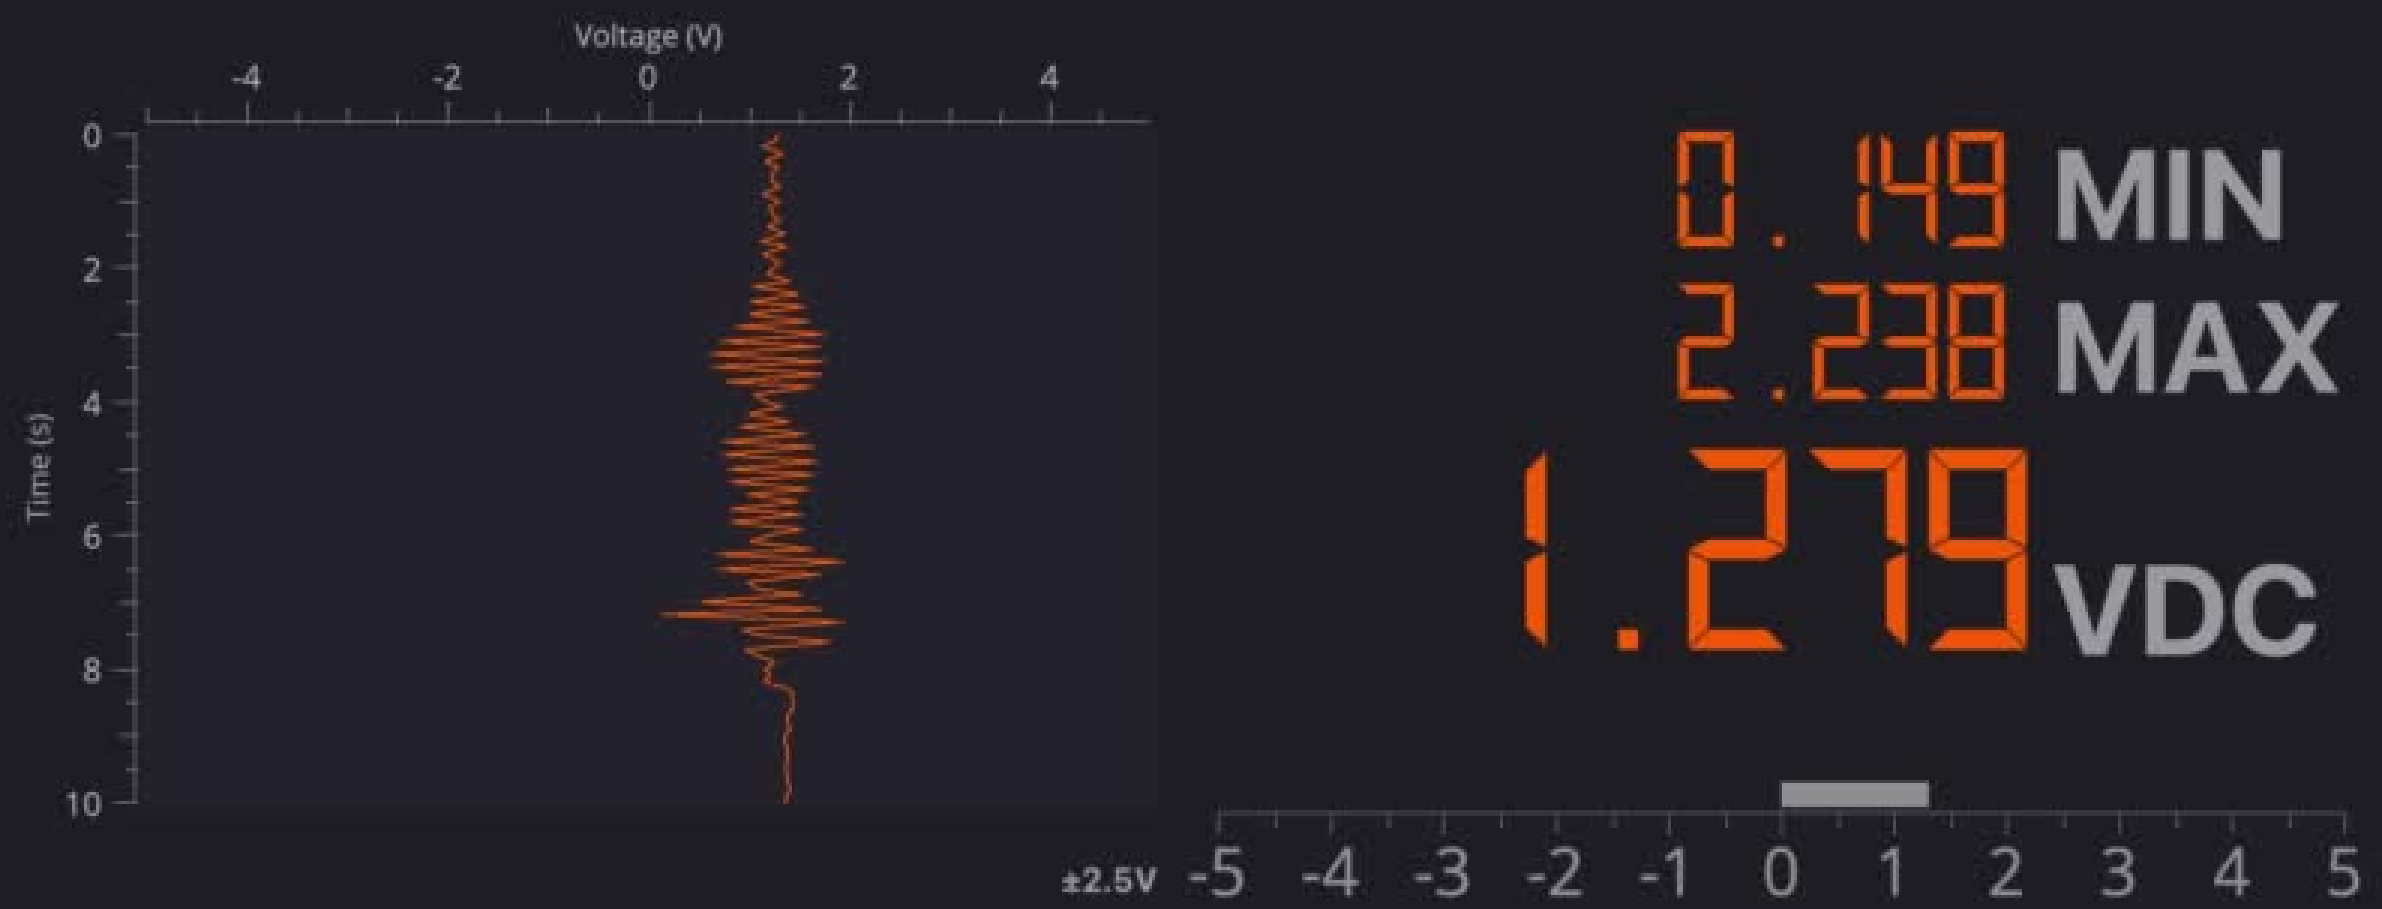 Voltage (V)
-4 -2 0 2 4
0
2
4
6
8
10
Time (s)
0.149 MIN
2.238 MAX
1.279 VDC
±2.5V
-5 -4 -3 -2 -1 0 1 2 3 4 5